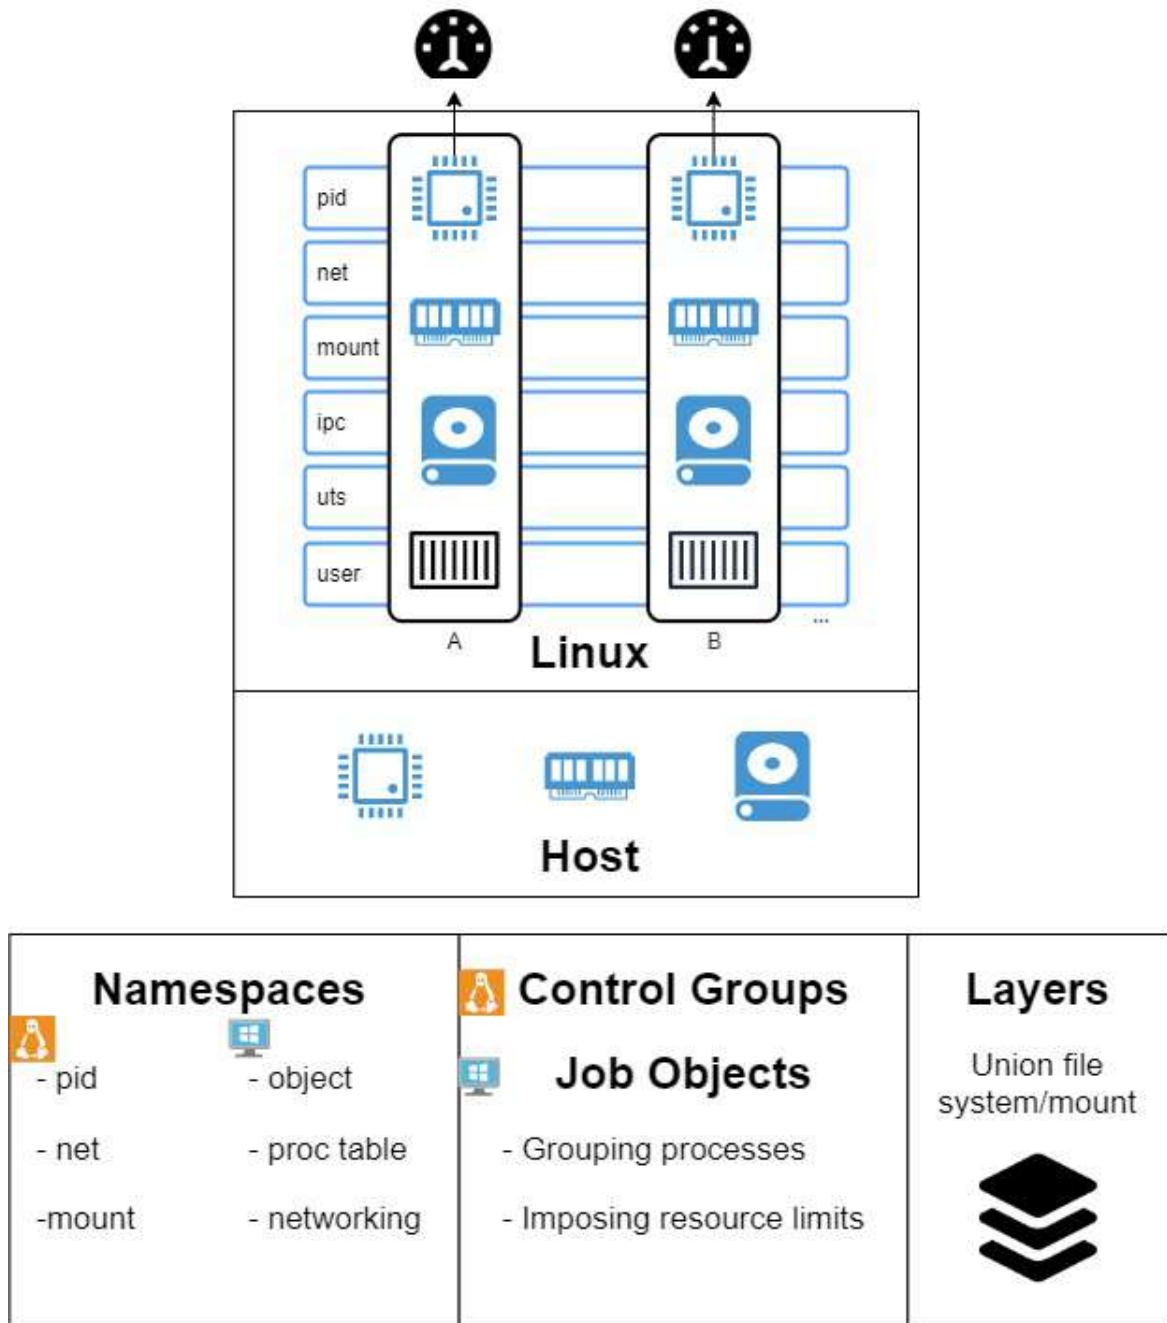 pid
net
mount
ipc
uts
user
...
A
B
Linux
Host
Namespaces
- pid
- object
- net
- proc table
-mount
- networking
Control Groups
Job Objects
- Grouping processes
- Imposing resource limits
Layers
Union file
system/mount